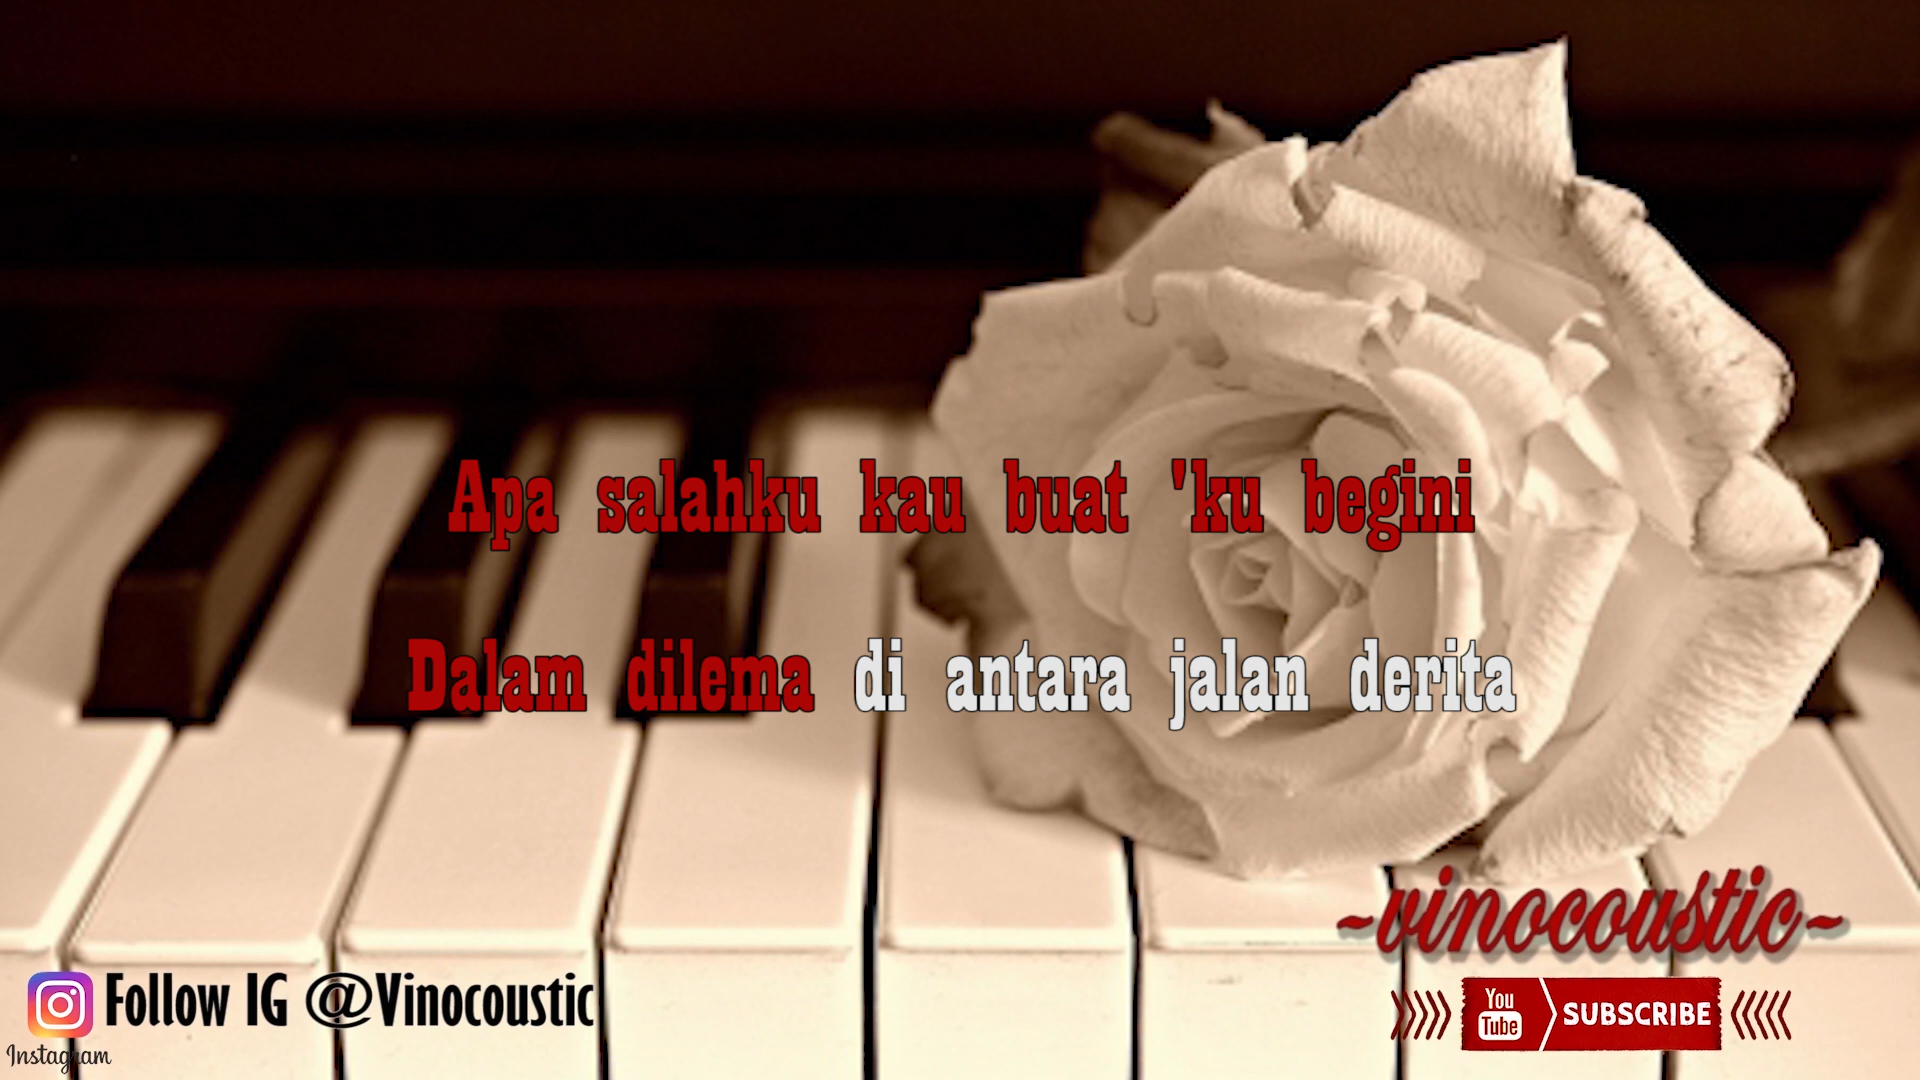 Apa salahku kau buat 'ku begini
Dalam dilema di antara jalan derita
~vinocoustic~
Follow IG @Vinocoustic
You Tube SUBSCRIBE
Instagram